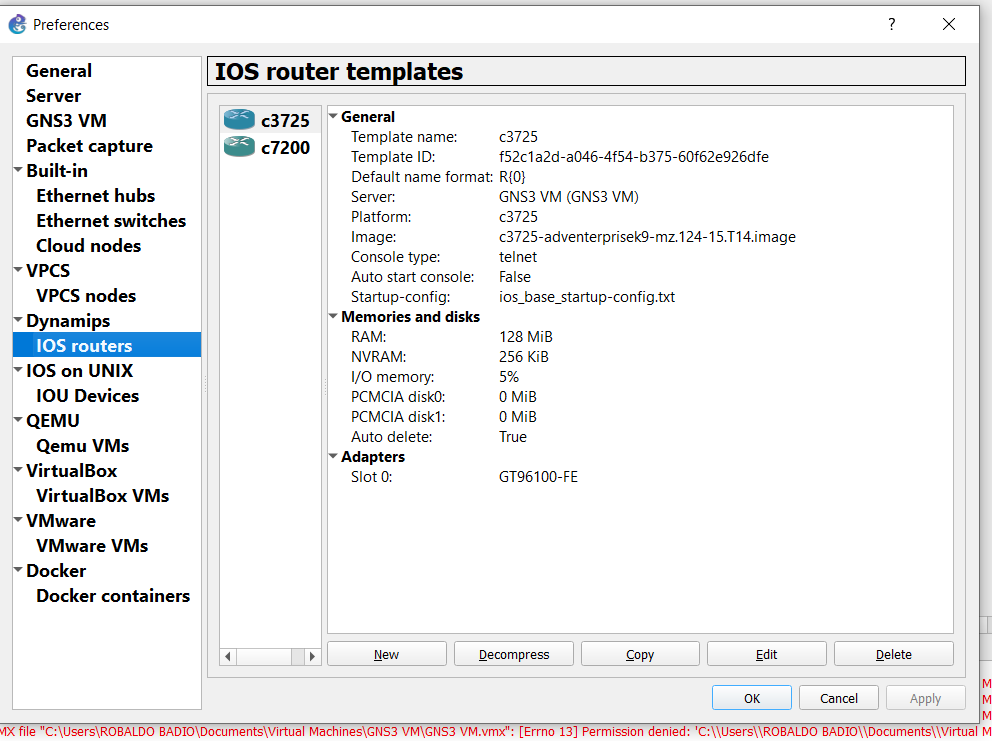 Preferences
?
General
Server
GNS3 VM
Packet capture
Built-in
Ethernet hubs
Ethernet switches
Cloud nodes
VPCS
VPCS nodes
Dynamips
IOS routers
IOS on UNIX
IOU Devices
QEMU
Qemu VMs
VirtualBox
VirtualBox VMs
VMware
VMware VMs
Docker
Docker containers
IOS router templates
c3725
c7200
General
Template name: c3725
Template ID: f52c1a2d-a046-4f54-b375-60f62e926dfe
Default name format: R{0}
Server: GNS3 VM (GNS3 VM)
Platform: c3725
Image: c3725-adventerprisek9-mz.124-15.T14.image
Console type: telnet
Auto start console: False
Startup-config: ios_base_startup-config.txt
Memories and disks
RAM: 128 MiB
NVRAM: 256 KiB
I/O memory: 5%
PCMCIA disk0: 0 MiB
PCMCIA disk1: 0 MiB
Auto delete: True
Adapters
Slot 0: GT96100-FE
New Decompress Copy Edit Delete
OK Cancel Apply
M
M
M
MX file "C:\Users\ROBALDO BADIO\Documents\Virtual Machines\GNS3 VM\GNS3 VM.vmx": [Errno 13] Permission denied: 'C:\\Users\\ROBALDO BADIO\\Documents\\Virtual M